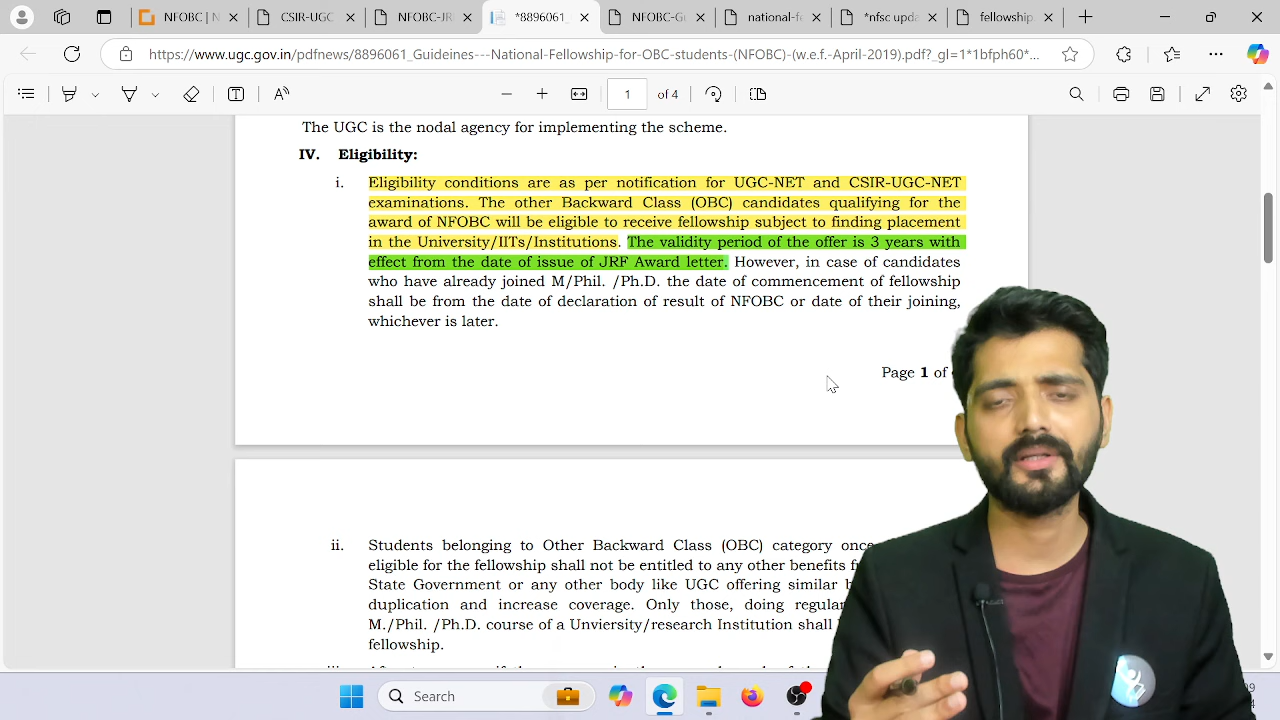 NFOBC | N
CSIR-UGC
NFOBC-JR
*8896061_
NFOBC-G
national-f
*nfsc upda
fellowship
https://www.ugc.gov.in/pdfnews/8896061_Guideines---National-Fellowship-for-OBC-students-(NFOBC)-(w.e.f.-April-2019).pdf?_gl=1*1bfph60*...
1 of 4
The UGC is the nodal agency for implementing the scheme.
IV. Eligibility:
i. Eligibility conditions are as per notification for UGC-NET and CSIR-UGC-NET
examinations. The other Backward Class (OBC) candidates qualifying for the
award of NFOBC will be eligible to receive fellowship subject to finding placement
in the University/IITs/Institutions. The validity period of the offer is 3 years with
effect from the date of issue of JRF Award letter. However, in case of candidates
who have already joined M/Phil. /Ph.D. the date of commencement of fellowship
shall be from the date of declaration of result of NFOBC or date of their joining,
whichever is later.
Page 1 of
ii. Students belonging to Other Backward Class (OBC) category once
eligible for the fellowship shall not be entitled to any other benefits
State Government or any other body like UGC offering similar
duplication and increase coverage. Only those, doing regular
M./Phil. /Ph.D. course of a Unviersity/research Institution shall
fellowship.
Search